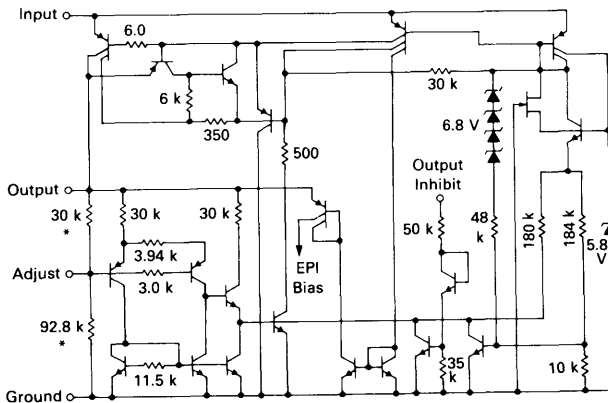 Input
6.0
30 k
6 k
6.8 V
350
500
Output
Inhibit
Output
30 k
*
30 k
30 k
50 k
48
k
180 k
184 k
5.8
V
3.94 k
EPI
Bias
Adjust
3.0 k
92.8 k
*
11.5 k
35
k
10 k
Ground